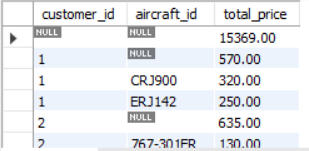 customer_id aircraft_id total_price
NULL NULL 15369.00
1 NULL 570.00
1 CRJ900 320.00
1 ERJ142 250.00
2 NULL 635.00
2 767-301ER 130.00